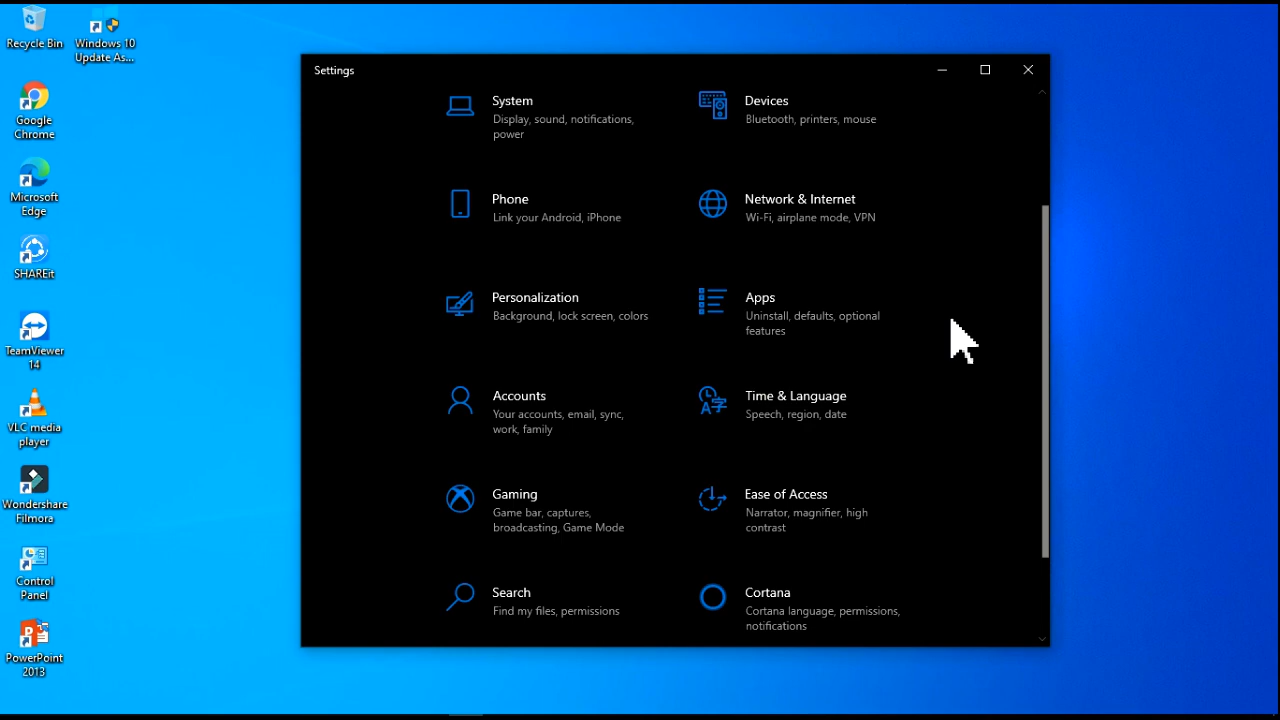 Recycle Bin
Windows 10
Update As...
Google
Chrome
Microsoft
Edge
SHAREit
TeamViewer
14
VLC media
player
Wondershare
Filmora
Control
Panel
PowerPoint
2013
Settings
System
Display, sound, notifications,
power
Devices
Bluetooth, printers, mouse
Phone
Link your Android, iPhone
Network & Internet
Wi-Fi, airplane mode, VPN
Personalization
Background, lock screen, colors
Apps
Uninstall, defaults, optional
features
Accounts
Your accounts, email, sync,
work, family
Time & Language
Speech, region, date
Gaming
Game bar, captures,
broadcasting, Game Mode
Ease of Access
Narrator, magnifier, high
contrast
Search
Find my files, permissions
Cortana
Cortana language, permissions,
notifications